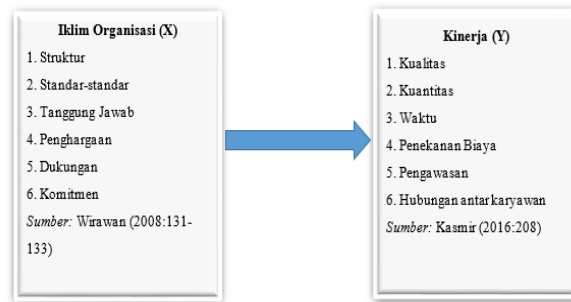 Iklim Organisasi (X)
1. Struktur
2. Standar-standar
3. Tanggung Jawab
4. Penghargaan
5. Dukungan
6. Komitmen
Sumber: Wirawan (2008:131-
133)
Kinerja (Y)
1. Kualitas
2. Kuantitas
3. Waktu
4. Penekanan Biaya
5. Pengawasan
6. Hubungan antar karyawan
Sumber: Kasmir (2016:208)